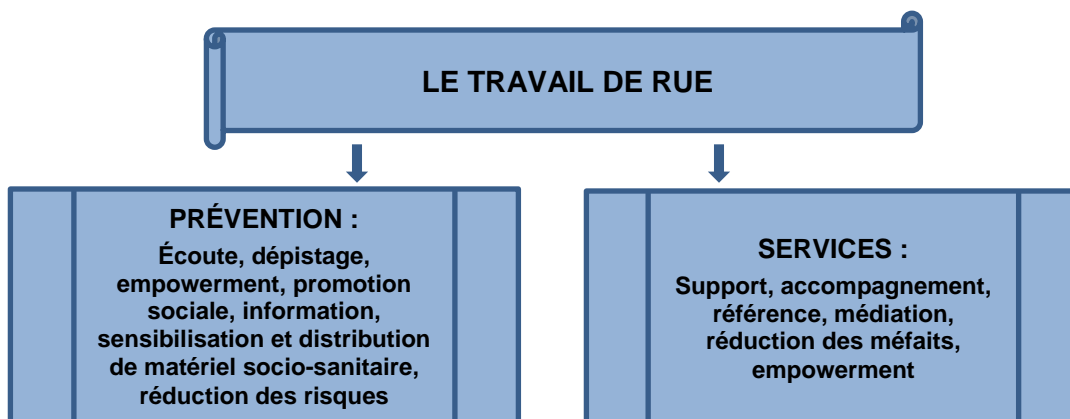 LE TRAVAIL DE RUE
PRÉVENTION :
Écoute, dépistage,
empowerment, promotion
sociale, information,
sensibilisation et distribution
de matériel socio-sanitaire,
réduction des risques
SERVICES :
Support, accompagnement,
référence, médiation,
réduction des méfaits,
empowerment